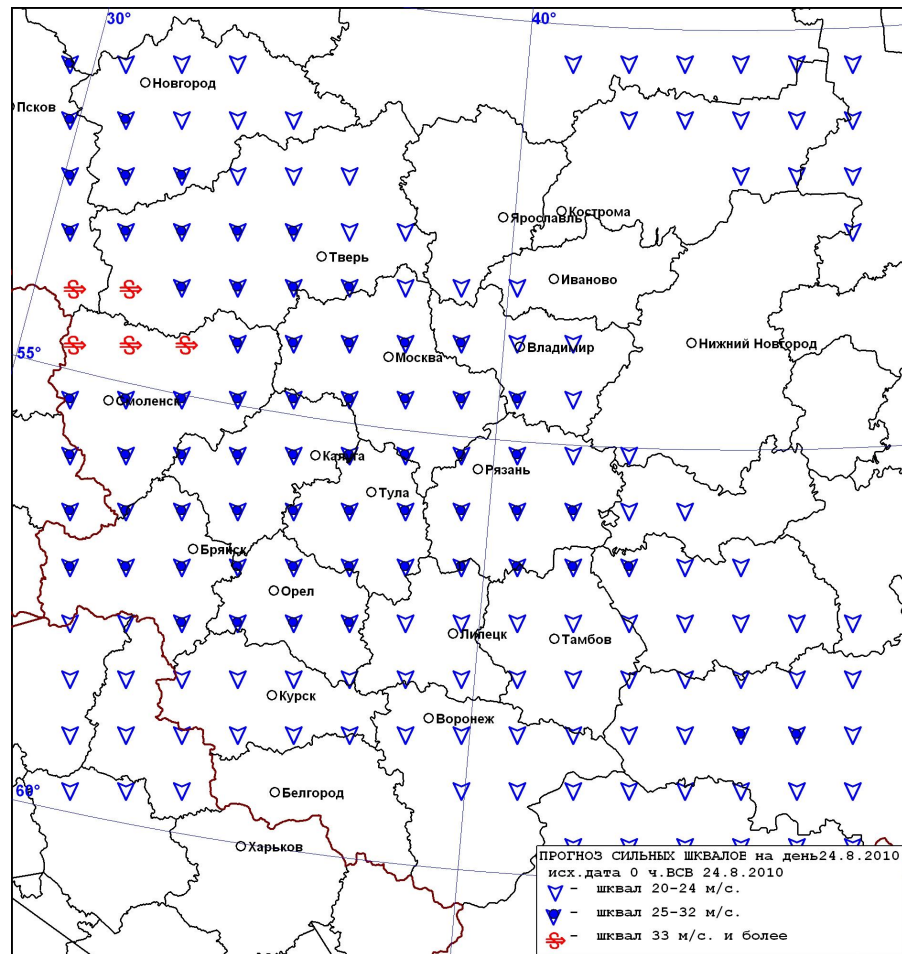 30°
40°
Новгород
Псков
Ярославль
Кострома
Тверь
Иваново
55°
Москва
Владимир
Нижний Новгород
Смоленск
Калуга
Рязань
Тула
Брянск
Орел
Липецк
Тамбов
Курск
Воронеж
60°
Белгород
Харьков
ПРОГНОЗ СИЛЬНЫХ ШКВАЛОВ на день24.8.2010
исх.дата 0 ч.ВСВ 24.8.2010
- шквал 20-24 м/с.
- шквал 25-32 м/с.
- шквал 33 м/с. и более